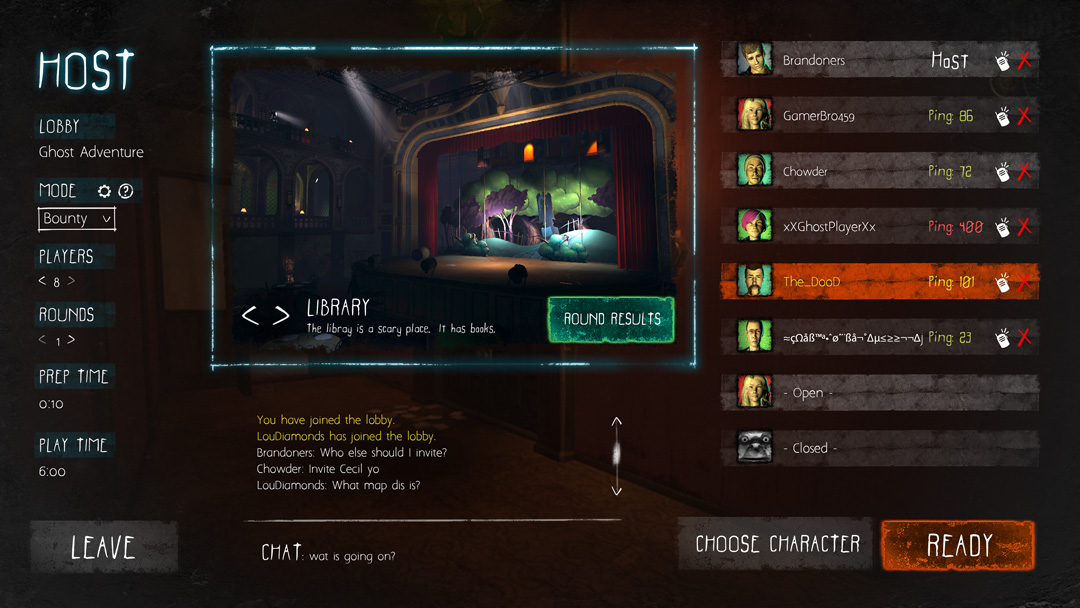 HOST
LOBBY
Ghost Adventure
MODE
Bounty
PLAYERS
< 8 >
ROUNDS
< 1 >
PREP TIME
0:10
PLAY TIME
6:00
LEAVE
LIBRARY
The libray is a scary place. It has books.
ROUND RESULTS
You have joined the lobby.
LouDiamonds has joined the lobby.
Brandoners: Who else should I invite?
Chowder: Invite Cecil yo
LouDiamonds: What map dis is?
CHAT: wat is going on?
Brandoners HOST
GamerBro459 Ping: 86
Chowder Ping: 72
xXGhostPlayerXx Ping: 400
The_DooD Ping: 101
Ping: 23
- Open -
- Closed -
CHOOSE CHARACTER
READY